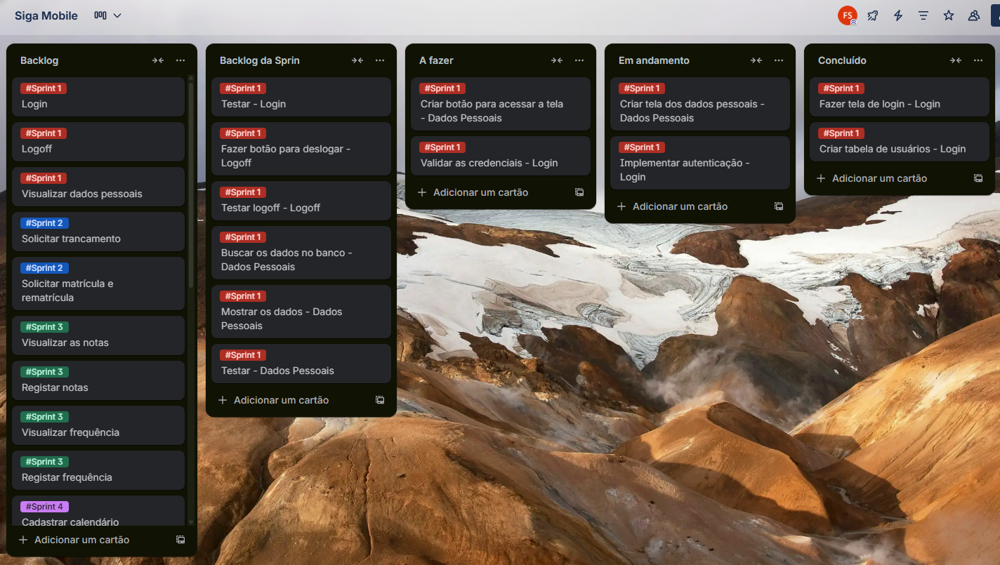 Siga Mobile
FS
Backlog
#Sprint 1
Login
#Sprint 1
Logoff
#Sprint 1
Visualizar dados pessoais
#Sprint 2
Solicitar trancamento
#Sprint 2
Solicitar matrícula e
rematrícula
#Sprint 3
Visualizar as notas
#Sprint 3
Registar notas
#Sprint 3
Visualizar frequência
#Sprint 3
Registar frequência
#Sprint 4
Cadastrar calendário
Adicionar um cartão
Backlog da Sprin
#Sprint 1
Testar - Login
#Sprint 1
Fazer botão para deslogar -
Logoff
#Sprint 1
Testar logoff - Logoff
#Sprint 1
Buscar os dados no banco -
Dados Pessoais
#Sprint 1
Mostrar os dados - Dados
Pessoais
#Sprint 1
Testar - Dados Pessoais
Adicionar um cartão
A fazer
#Sprint 1
Criar botão para acessar a tela
- Dados Pessoais
#Sprint 1
Validar as credenciais - Login
Adicionar um cartão
Em andamento
#Sprint 1
Criar tela dos dados pessoais -
Dados Pessoais
#Sprint 1
Implementar autenticação -
Login
Adicionar um cartão
Concluído
#Sprint 1
Fazer tela de login - Login
#Sprint 1
Criar tabela de usuários - Login
Adicionar um cartão